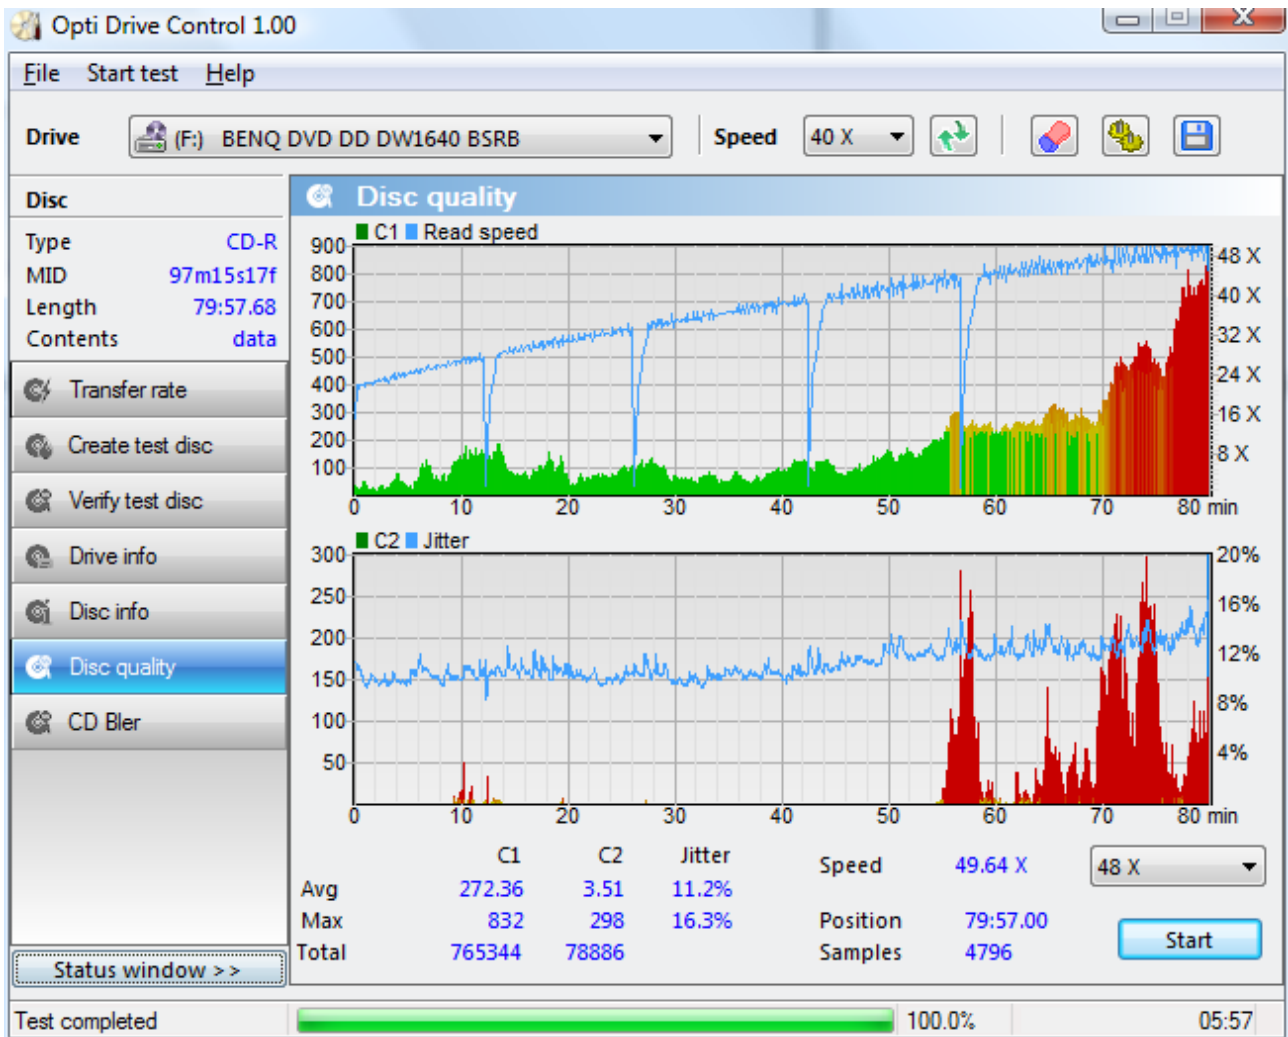 Opti Drive Control 1.00
File Start test Help
Drive (F:) BENQ DVD DD DW1640 BSRB Speed 40 X
Disc
Type CD-R
MID 97m15s17f
Length 79:57.68
Contents data
Transfer rate
Create test disc
Verify test disc
Drive info
Disc info
Disc quality
CD Bler
Status window >>
Disc quality
C1 Read speed
900
800
700
600
500
400
300
200
100
48 X
40 X
32 X
24 X
16 X
8 X
0 10 20 30 40 50 60 70 80 min
C2 Jitter
300
250
200
150
100
50
20%
16%
12%
8%
4%
0 10 20 30 40 50 60 70 80 min
C1 C2 Jitter
Avg 272.36 3.51 11.2%
Max 832 298 16.3%
Total 765344 78886
Speed 49.64 X 48 X
Position 79:57.00
Samples 4796
Start
Test completed 100.0% 05:57